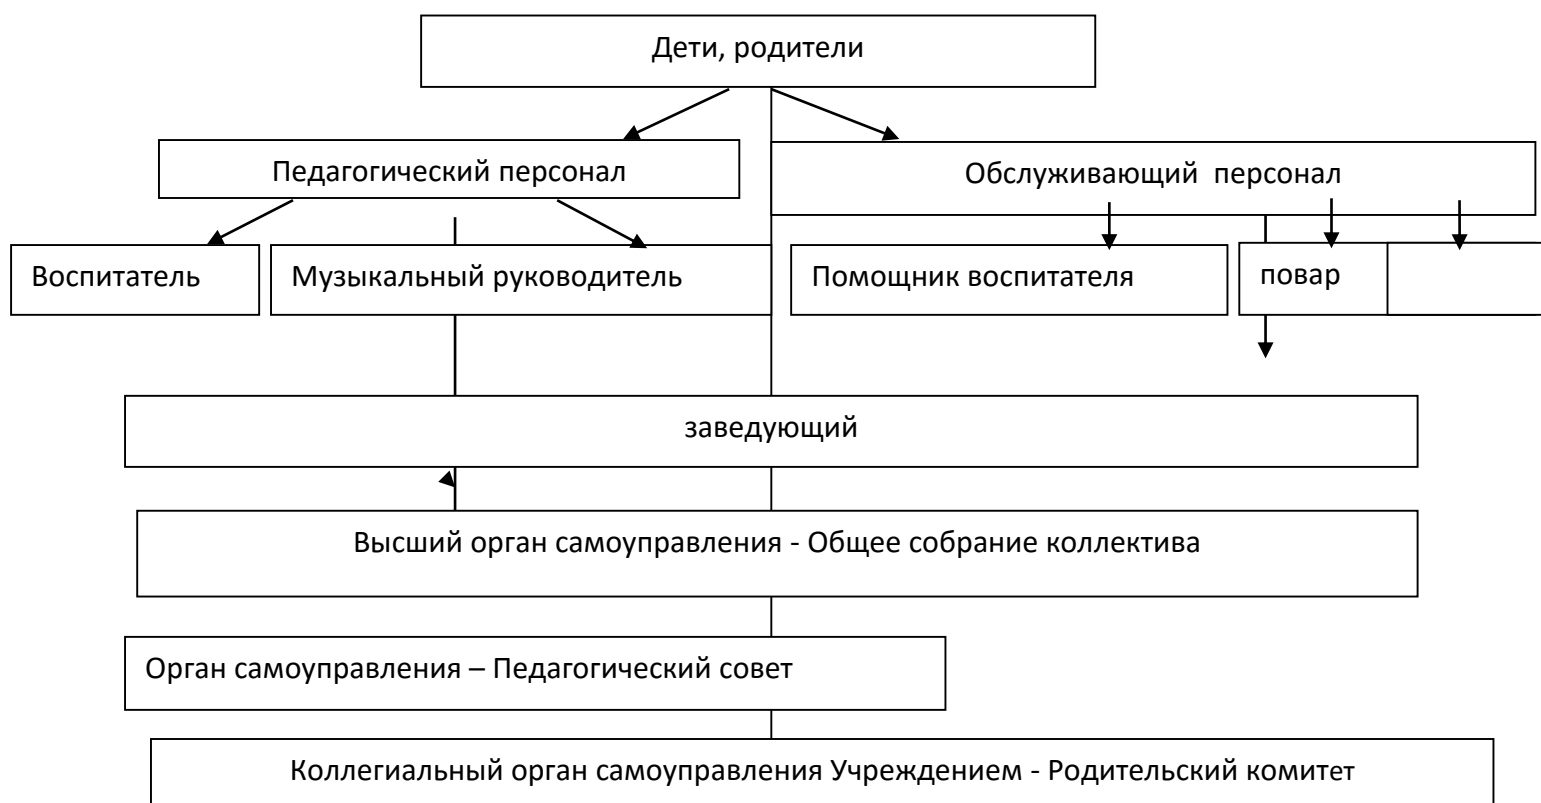 Дети, родители
Педагогический персонал
Обслуживающий персонал
Воспитатель
Музыкальный руководитель
Помощник воспитателя
повар
заведующий
Высший орган самоуправления - Общее собрание коллектива
Орган самоуправления – Педагогический совет
Коллегиальный орган самоуправления Учреждением - Родительский комитет